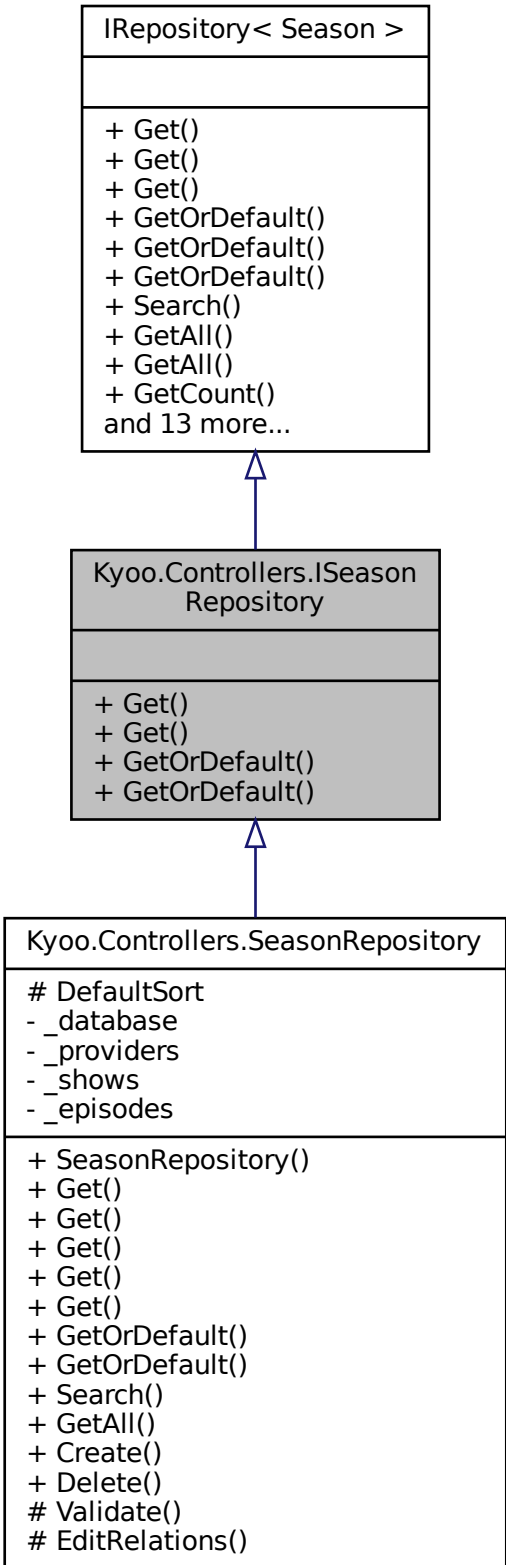 IRepository< Season >
+ Get()
+ Get()
+ Get()
+ GetOrDefault()
+ GetOrDefault()
+ GetOrDefault()
+ Search()
+ GetAll()
+ GetAll()
+ GetCount()
and 13 more...
Kyoo.Controllers.ISeason
Repository
+ Get()
+ Get()
+ GetOrDefault()
+ GetOrDefault()
Kyoo.Controllers.SeasonRepository
# DefaultSort
- _database
- _providers
- _shows
- _episodes
+ SeasonRepository()
+ Get()
+ Get()
+ Get()
+ Get()
+ Get()
+ GetOrDefault()
+ GetOrDefault()
+ Search()
+ GetAll()
+ Create()
+ Delete()
# Validate()
# EditRelations()